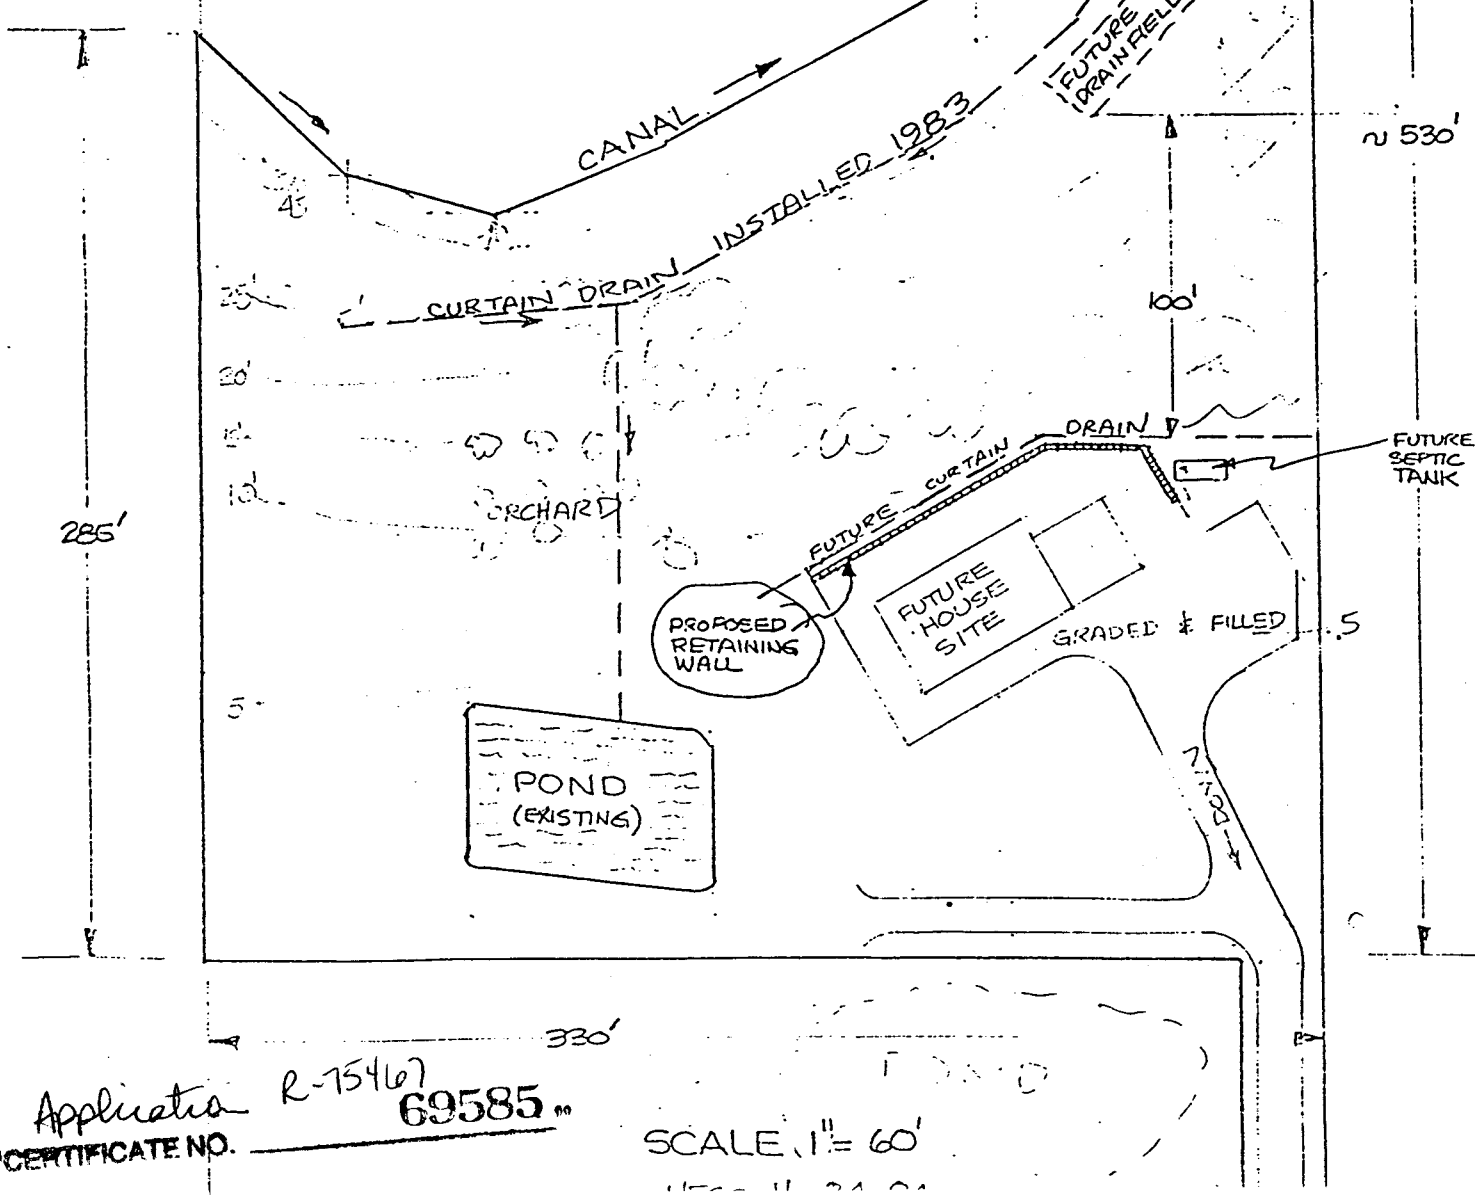 FUTURE
DRAIN FIELD
~ 530'
CANAL
INSTALLED 1983
CURTAIN DRAIN
25'
20'
15'
10'
5
100'
ORCHARD
FUTURE CURTAIN DRAIN
FUTURE
SEPTIC
TANK
285'
PROPOSED
RETAINING
WALL
FUTURE
HOUSE
SITE
GRADED & FILLED
5
POND
(EXISTING)
DOWN
330'
POND
Application R-75467
CERTIFICATE NO. 69585
SCALE 1"= 60'